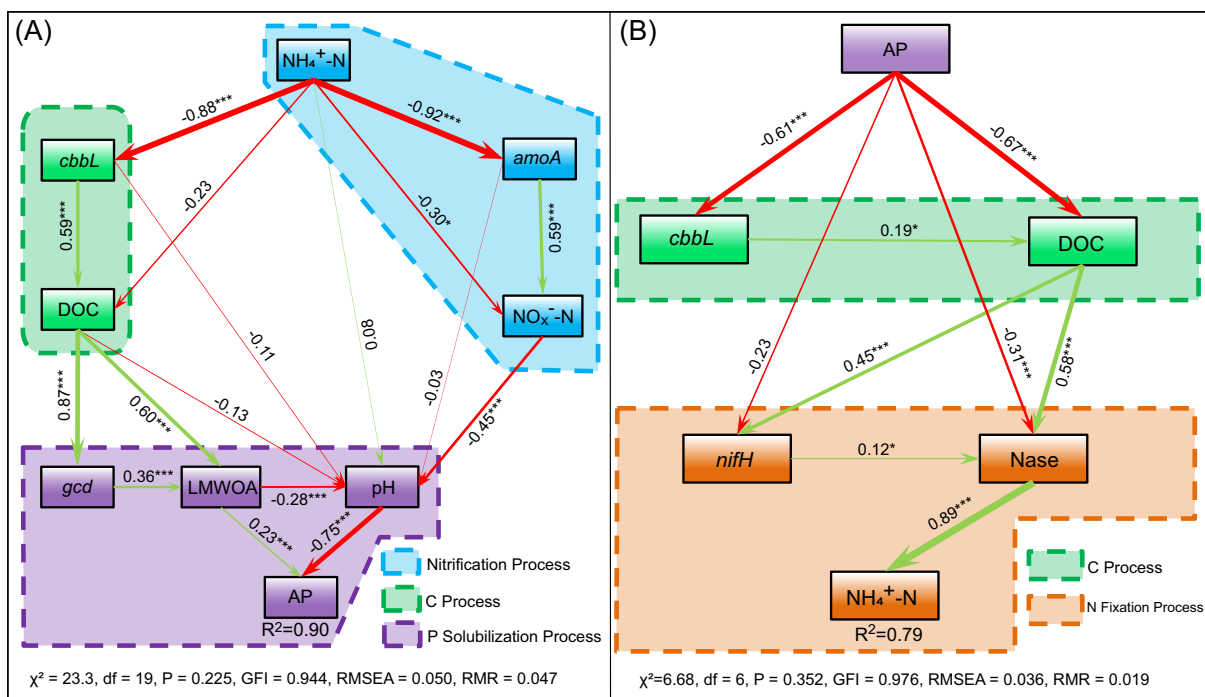 (A)
NH₄⁺-N
-0.88***
-0.92***
cbbL
amoA
-0.23
-0.30*
0.59***
0.59***
DOC
NOₓ⁻-N
0.08
-0.11
-0.03
0.87***
0.60***
-0.13
-0.45***
gcd
0.36***
LMWOA
-0.28***
pH
0.23***
-0.75***
AP
R²=0.90
Nitrification Process
C Process
P Solubilization Process
χ² = 23.3, df = 19, P = 0.225, GFI = 0.944, RMSEA = 0.050, RMR = 0.047
(B)
AP
-0.61***
-0.67***
cbbL
0.19*
DOC
-0.23
0.45***
-0.31***
0.58***
nifH
0.12*
Nase
0.89***
NH₄⁺-N
R²=0.79
C Process
N Fixation Process
χ²=6.68, df = 6, P = 0.352, GFI = 0.976, RMSEA = 0.036, RMR = 0.019